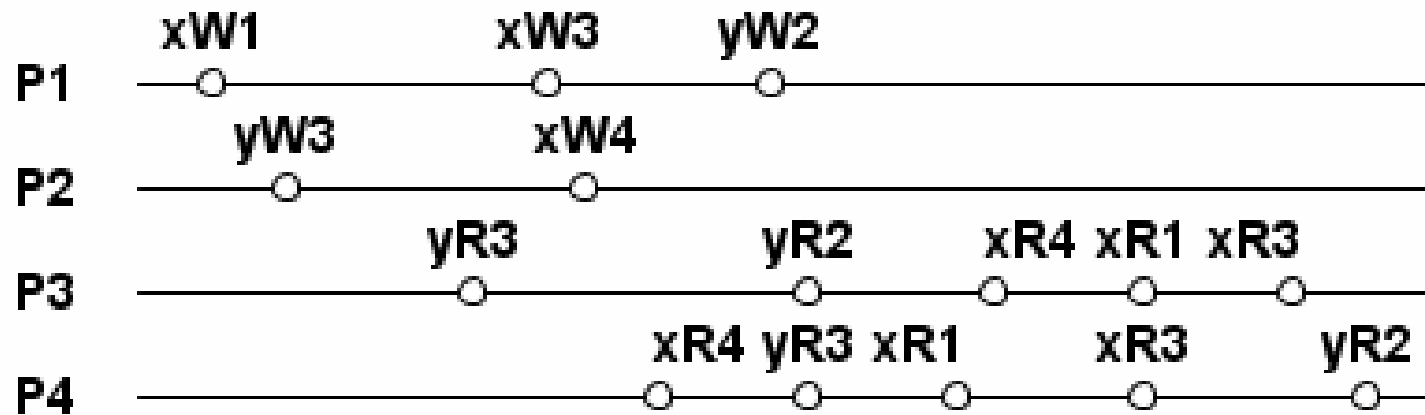 xW1 xW3 yW2
P1
yW3 xW4
P2
yR3 yR2 xR4 xR1 xR3
P3
xR4 yR3 xR1 xR3 yR2
P4